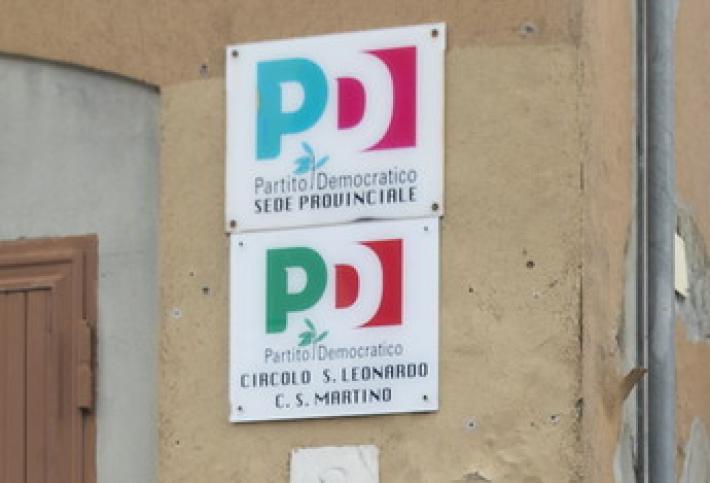 PD
Partito Democratico
SEDE PROVINCIALE
PD
Partito Democratico
CIRCOLO S. LEONARDO
C. S. MARTINO